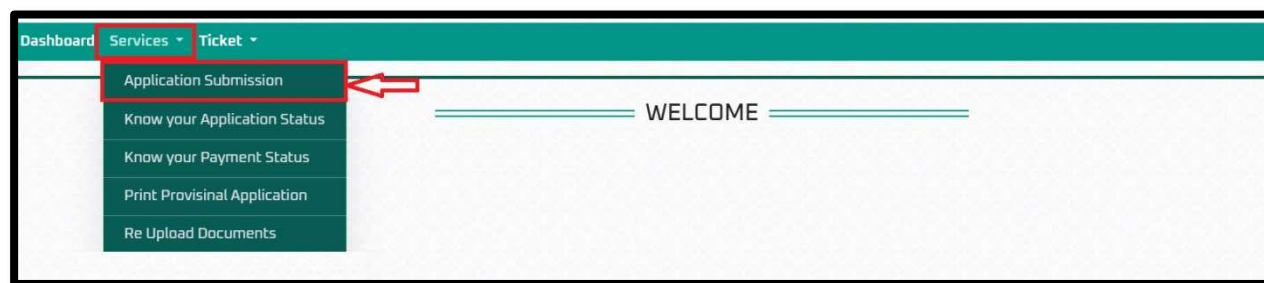 Dashboard Services Ticket
Application Submission
WELCOME
Know your Application Status
Know your Payment Status
Print Provisinal Application
Re Upload Documents